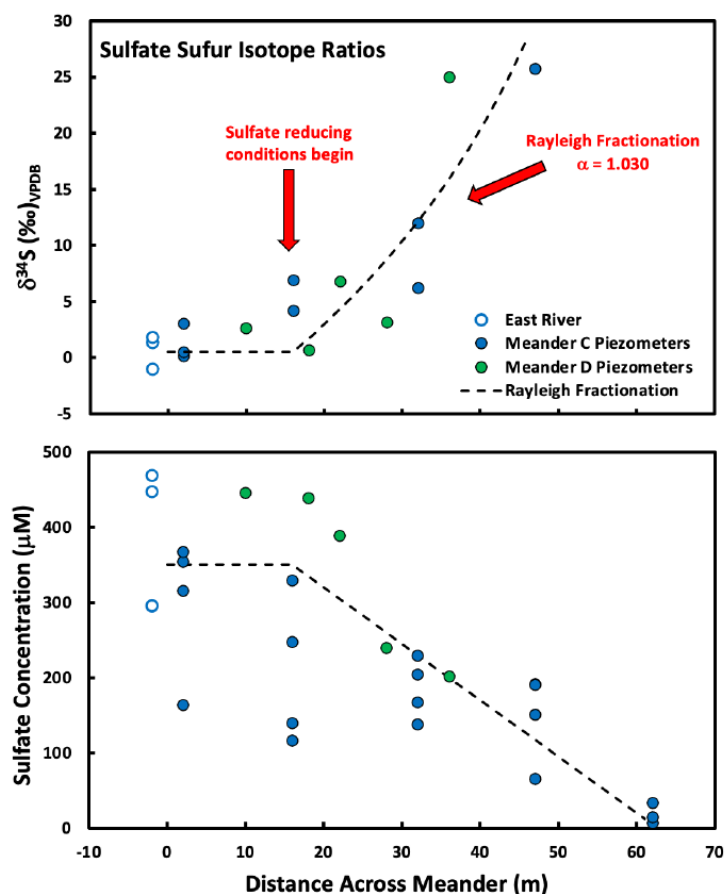 Sulfate Sufur Isotope Ratios
30
25
20
15
10
5
0
-5
δ³⁴S (‰)VPDB
Sulfate reducing
conditions begin
Rayleigh Fractionation
α = 1.030
East River
Meander C Piezometers
Meander D Piezometers
Rayleigh Fractionation
500
400
300
200
100
0
Sulfate Concentration (μM)
-10 0 10 20 30 40 50 60 70
Distance Across Meander (m)